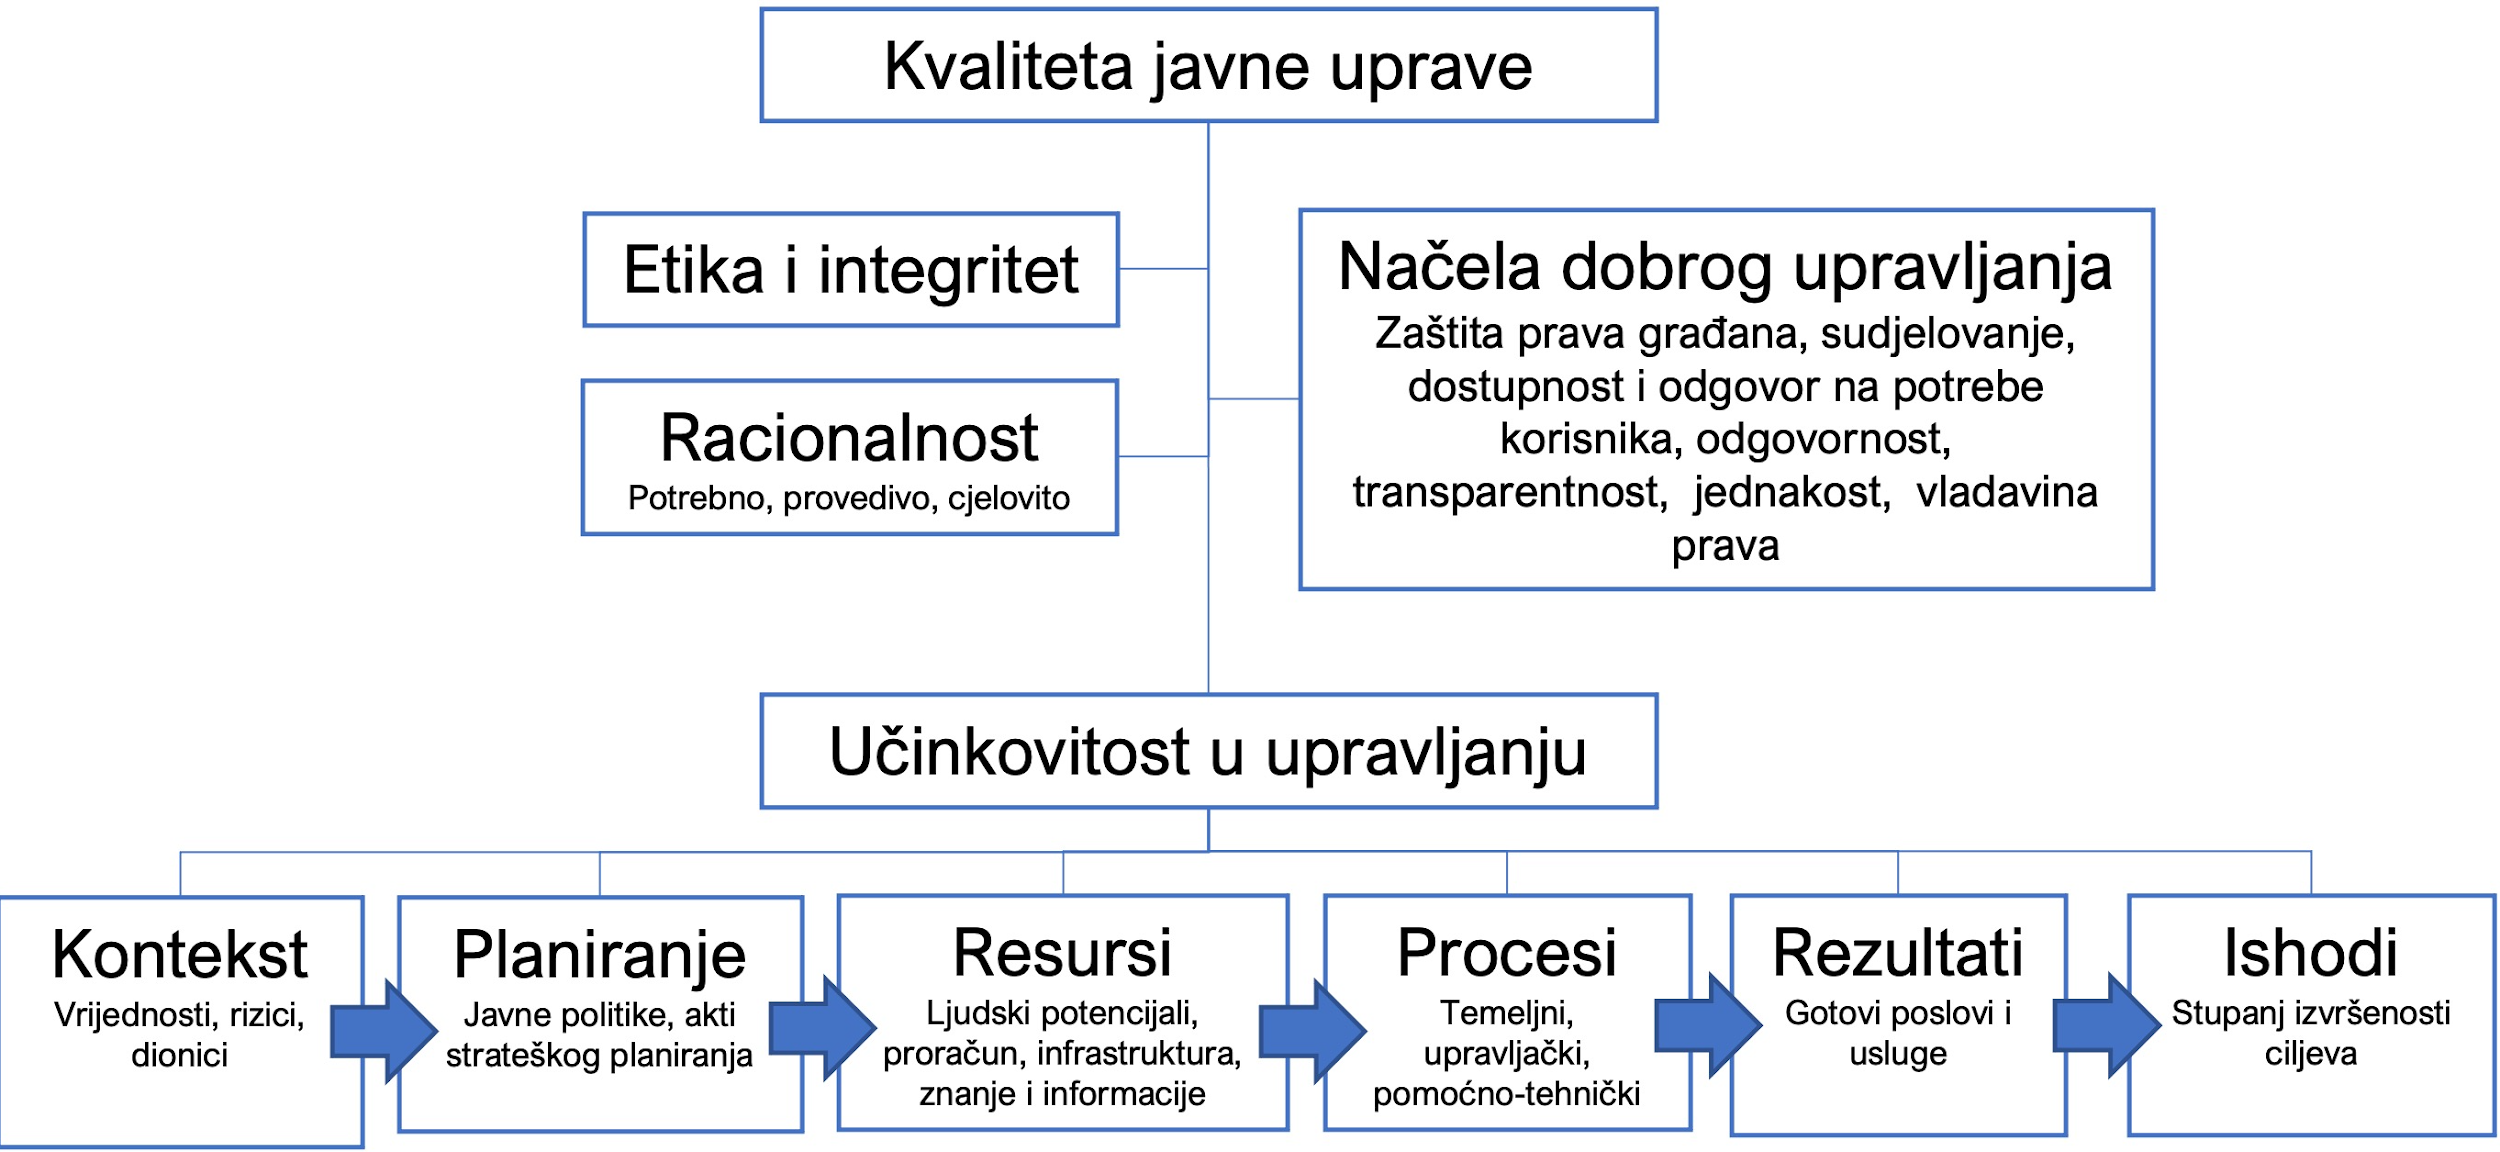 Kvaliteta javne uprave
Etika i integritet
Racionalnost
Potrebno, provedivo, cjelovito
Načela dobrog upravljanja
Zaštita prava građana, sudjelovanje,
dostupnost i odgovor na potrebe
korisnika, odgovornost,
transparentnost, jednakost, vladavina
prava
Učinkovitost u upravljanju
Kontekst
Vrijednosti, rizici,
dionici
Planiranje
Javne politike, akti
strateškog planiranja
Resursi
Ljudski potencijali,
proračun, infrastruktura,
znanje i informacije
Procesi
Temeljni,
upravljački,
pomoćno-tehnički
Rezultati
Gotovi poslovi i
usluge
Ishodi
Stupanj izvršenosti
ciljeva